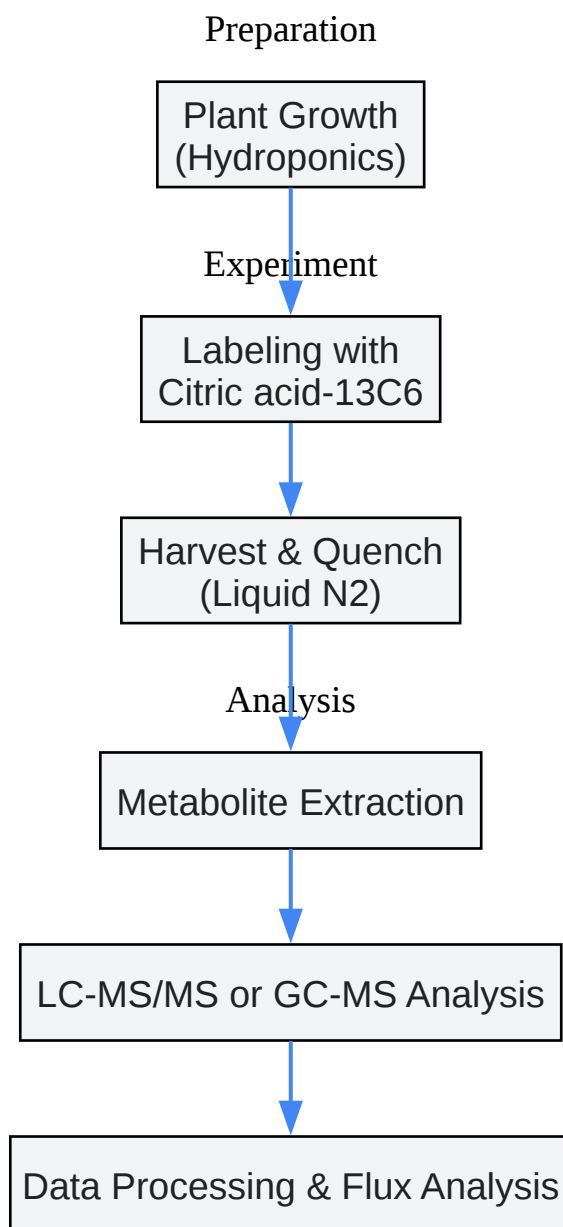 Preparation
Plant Growth
(Hydroponics)
Experiment
Labeling with
Citric acid-13C6
Harvest & Quench
(Liquid N2)
Analysis
Metabolite Extraction
LC-MS/MS or GC-MS Analysis
Data Processing & Flux Analysis